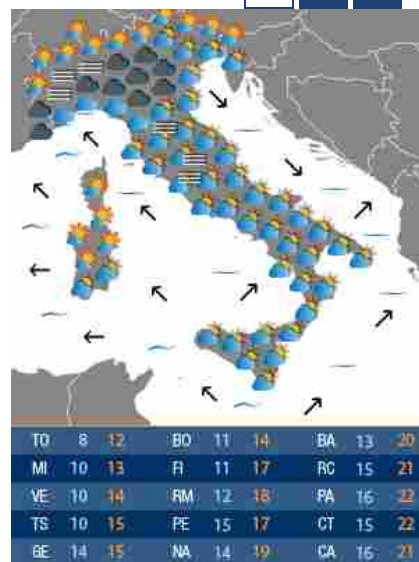 TO 8 12 BO 11 14 BA 13 20
MI 10 13 FI 11 17 RC 15 21
VE 10 14 RM 12 18 PA 16 22
TS 10 15 PE 15 17 CT 15 22
GE 14 15 NA 14 19 CA 16 21